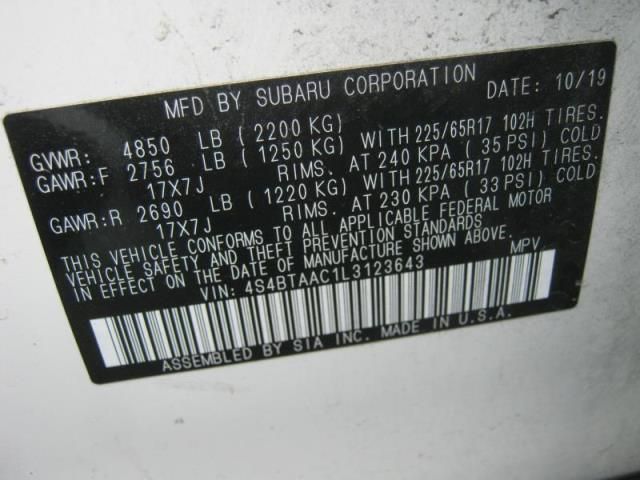 MFD BY SUBARU CORPORATION DATE: 10/19
GVWR: 4850 LB (2200 KG)
GAWR:F 2756 LB (1250 KG) WITH 225/65R17 102H TIRES.
17X7J RIMS. AT 240 KPA (35 PSI) COLD
GAWR:R 2690 LB (1220 KG) WITH 225/65R17 102H TIRES.
17X7J RIMS. AT 230 KPA (33 PSI) COLD
THIS VEHICLE CONFORMS TO ALL APPLICABLE FEDERAL MOTOR
VEHICLE SAFETY AND THEFT PREVENTION STANDARDS
IN EFFECT ON THE DATE OF MANUFACTURE SHOWN ABOVE.
VIN: 4S4BTAAC1L3123643 MPV
ASSEMBLED BY SIA INC. MADE IN U.S.A.